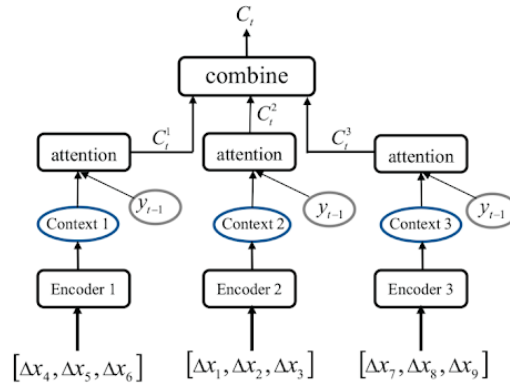 C_t
combine
C_t^1 C_t^2 C_t^3
attention attention attention
y_{t-1} y_{t-1} y_{t-1}
Context 1 Context 2 Context 3
Encoder 1 Encoder 2 Encoder 3
[Δx_4, Δx_5, Δx_6] [Δx_1, Δx_2, Δx_3] [Δx_7, Δx_8, Δx_9]